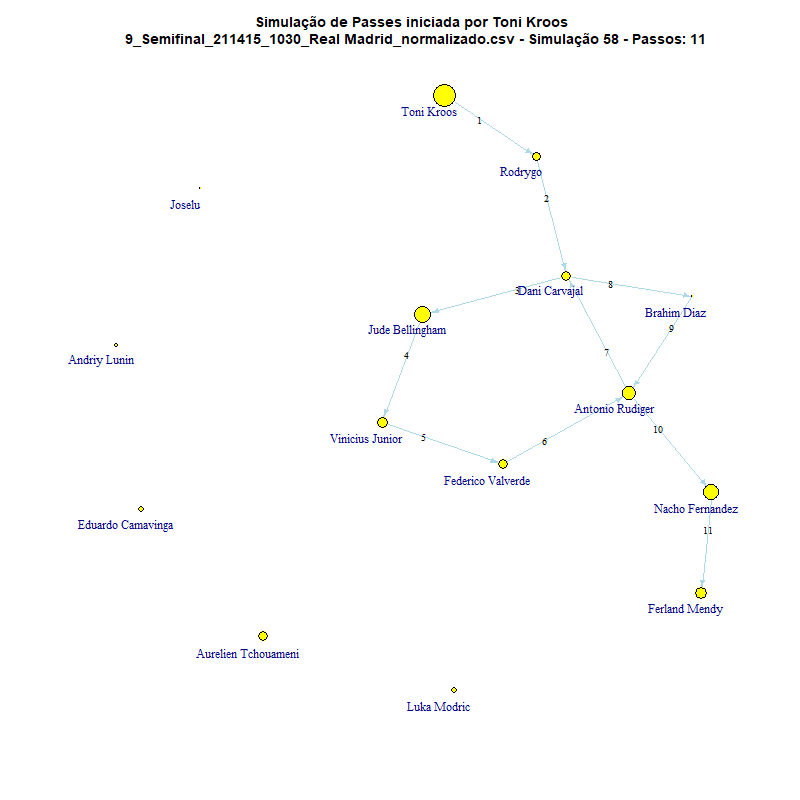 Simulação de Passes iniciada por Toni Kroos
9_Semifinal_211415_1030_Real Madrid_normalizado.csv - Simulação 58 - Passos: 11
Toni Kroos
1
Rodrygo
2
Joselu
Dani Carvajal
3
8
Brahim Diaz
Jude Bellingham
9
Andriy Lunin
4
7
Antonio Rudiger
Vinicius Junior
5
6
10
Federico Valverde
Nacho Fernandez
Eduardo Camavinga
11
Ferland Mendy
Aurelien Tchouameni
Luka Modric